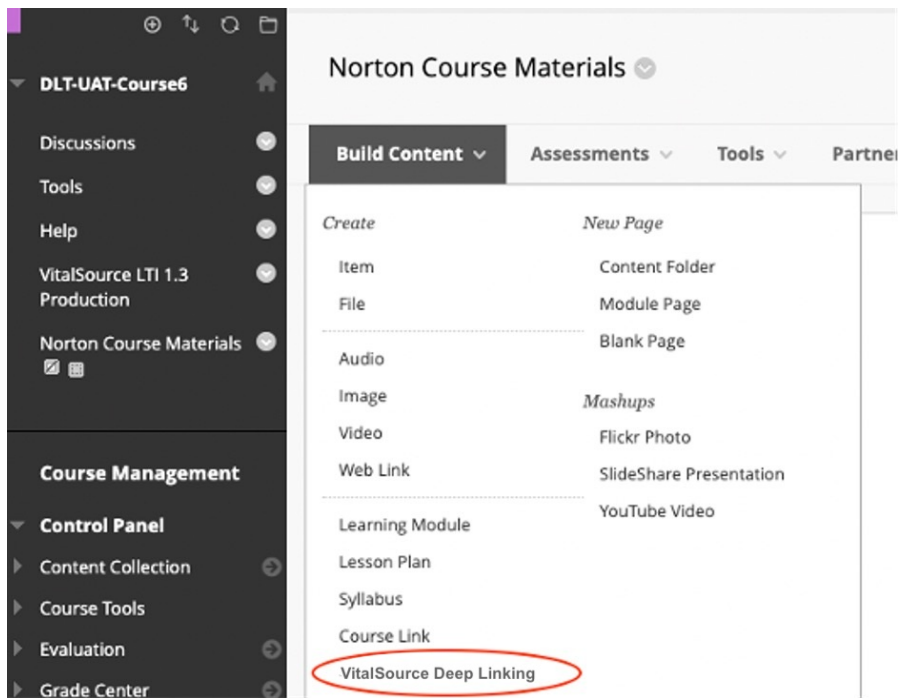 DLT-UAT-Course6
Discussions
Tools
Help
VitalSource LTI 1.3
Production
Norton Course Materials
Course Management
Control Panel
Content Collection
Course Tools
Evaluation
Grade Center
Norton Course Materials
Build Content
Assessments
Tools
Partner
Create
Item
File
Audio
Image
Video
Web Link
Learning Module
Lesson Plan
Syllabus
Course Link
VitalSource Deep Linking
New Page
Content Folder
Module Page
Blank Page
Mashups
Flickr Photo
SlideShare Presentation
YouTube Video